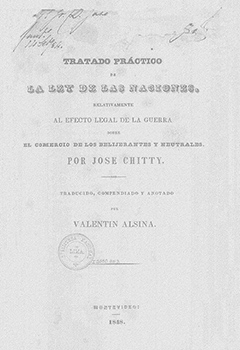 TRATADO PRÁCTICO
DE
LA LEY DE LAS NACIONES,
RELATIVAMENTE
AL EFECTO LEGAL DE LA GUERRA
SOBRE
EL COMERCIO DE LOS BELIJERANTES Y NEUTRALES.
POR JOSE CHITTY.
TRADUCIDO, COMPENDIADO Y ANOTADO
POR
VALENTIN ALSINA.
MONTEVIDEO
1848.